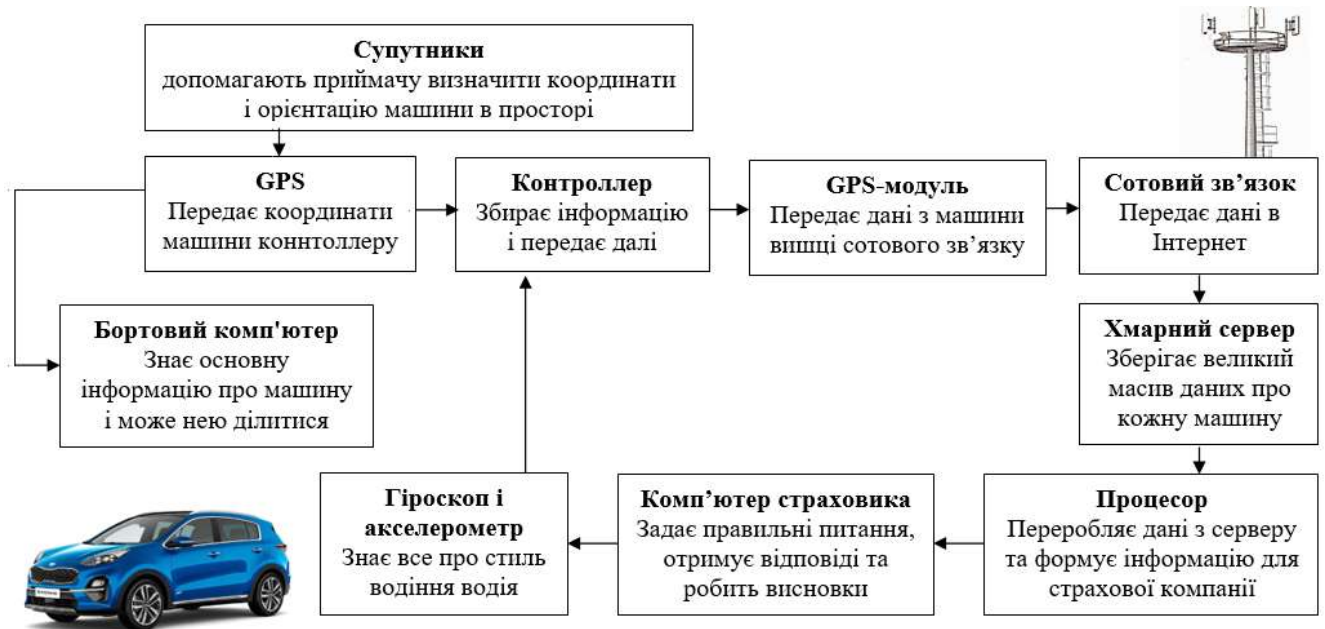 Супутники
допомагають приймачу визначити координати
і орієнтацію машини в просторі
GPS
Передає координати
машини коннтоллеру
Контроллер
Збирає інформацію
і передає далі
GPS-модуль
Передає дані з машини
вишці сотового зв’язку
Сотовий зв’язок
Передає дані в
Інтернет
Бортовий комп'ютер
Знає основну
інформацію про машину
і може нею ділитися
Хмарний сервер
Зберігає великий
масив даних про
кожну машину
Гіроскоп і
акселерометр
Знає все про стиль
водіння водія
Комп’ютер страховика
Задає правильні питання,
отримує відповіді та
робить висновки
Процесор
Переробляє дані з серверу
та формує інформацію для
страхової компанії